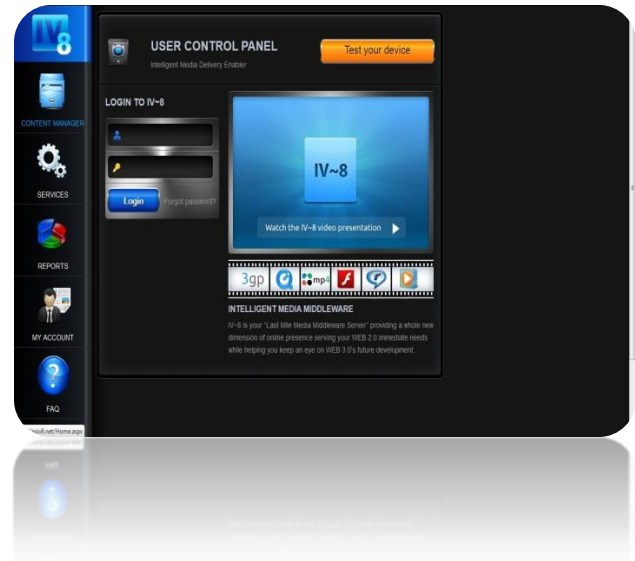 IV8
USER CONTROL PANEL
Intelligent Media Delivery Enabler
Test your device
CONTENT MANAGER
SERVICES
REPORTS
MY ACCOUNT
FAQ
LOGIN TO IV~8
Login
Forgot password?
IV~8
Watch the IV~8 video presentation
3gp
mp4
INTELLIGENT MEDIA MIDDLEWARE
IV~8 is your "Last Mile Media Middleware Server" providing a whole new
dimension of online presence serving your WEB 2.0 immediate needs
while helping you keep an eye on WEB 3.0's future development.